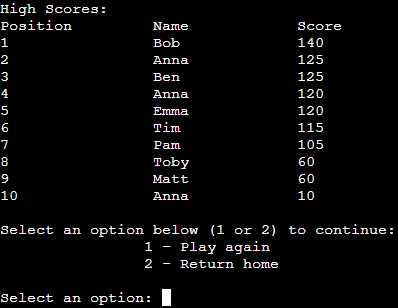 High Scores:
Position Name Score
1 Bob 140
2 Anna 125
3 Ben 125
4 Anna 120
5 Emma 120
6 Tim 115
7 Pam 105
8 Toby 60
9 Matt 60
10 Anna 10
Select an option below (1 or 2) to continue:
1 - Play again
2 - Return home
Select an option: